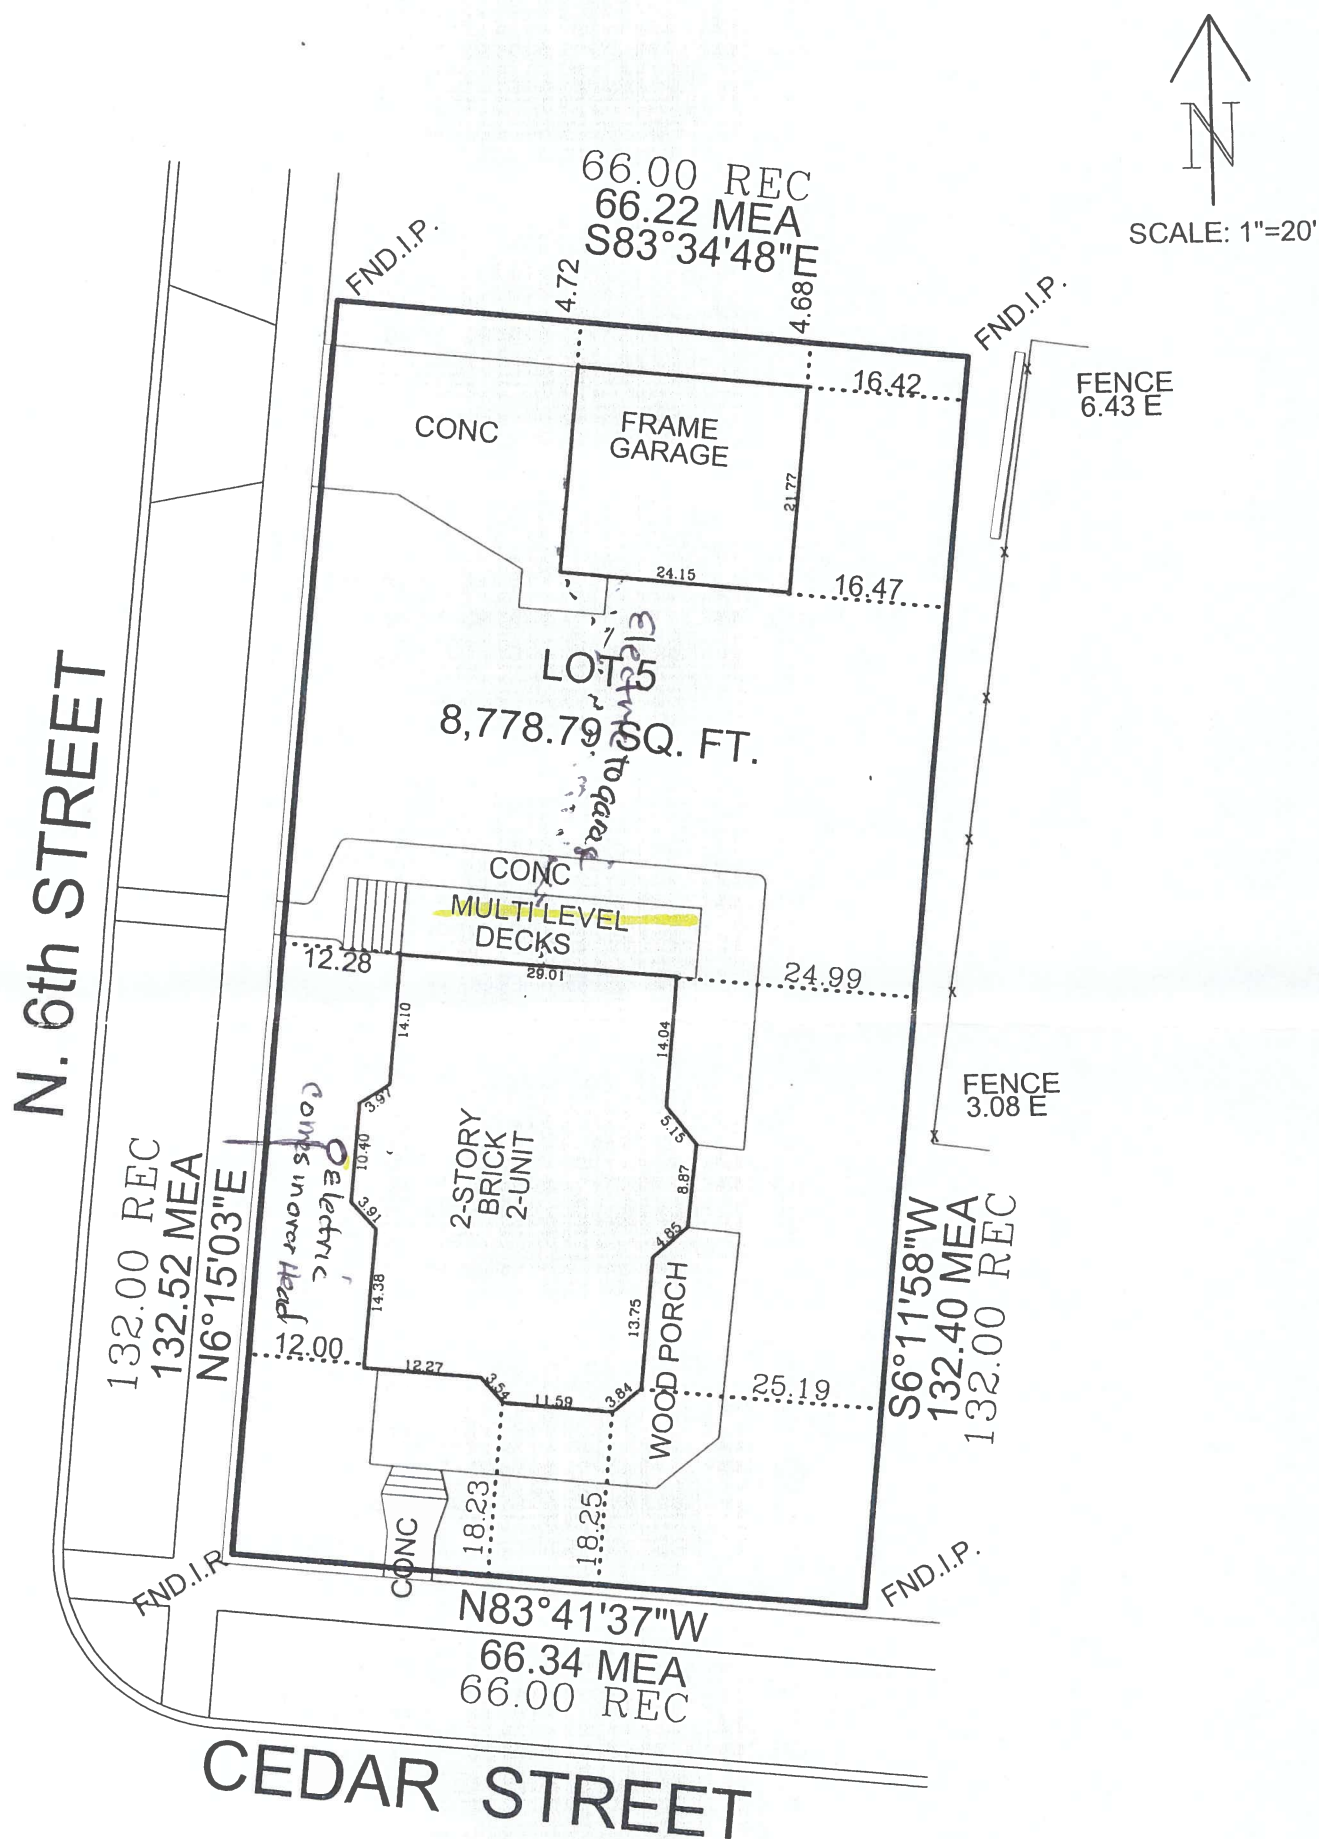 N
SCALE: 1"=20'
66.00 REC
66.22 MEA
S83°34'48"E
FND.I.P.
4.72
4.68
FND.I.P.
16.42
FENCE
6.43 E
CONC
FRAME
GARAGE
21.77
24.15
16.47
Electric to garage
LOT 5
8,778.79 SQ. FT.
N. 6th STREET
CONC
MULTI LEVEL
DECKS
12.28
29.01
24.99
14.10
14.04
3.97
5.15
FENCE
3.08 E
10.40
2-STORY
BRICK
2-UNIT
8.87
Electric
Comes in over Head
3.91
4.85
14.38
13.75
WOOD PORCH
132.00 REC
132.52 MEA
N6°15'03"E
S6°11'58"W
132.40 MEA
132.00 REC
12.00
12.27
3.54
11.59
3.84
25.19
18.23
18.25
CONC
FND.I.R.
FND.I.P.
N83°41'37"W
66.34 MEA
66.00 REC
CEDAR STREET